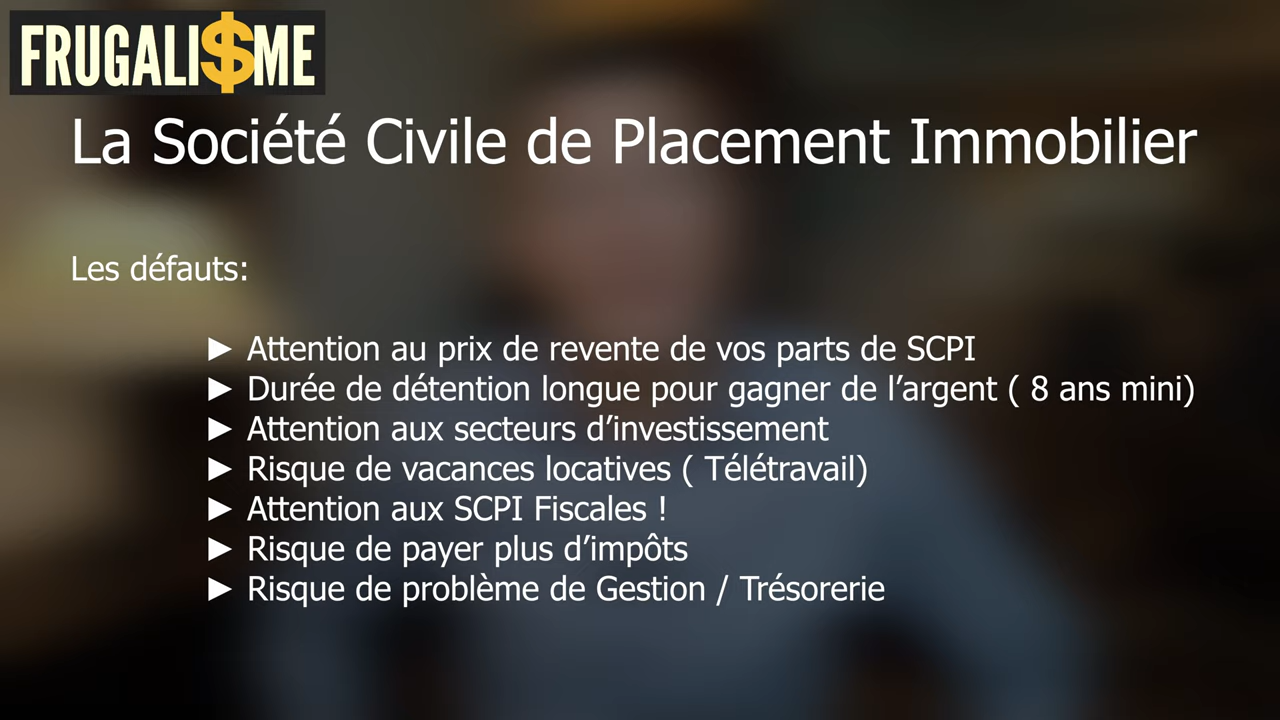 FRUGALI$ME
La Société Civile de Placement Immobilier
Les défauts:
► Attention au prix de revente de vos parts de SCPI
► Durée de détention longue pour gagner de l’argent ( 8 ans mini)
► Attention aux secteurs d’investissement
► Risque de vacances locatives ( Télétravail)
► Attention aux SCPI Fiscales !
► Risque de payer plus d’impôts
► Risque de problème de Gestion / Trésorerie